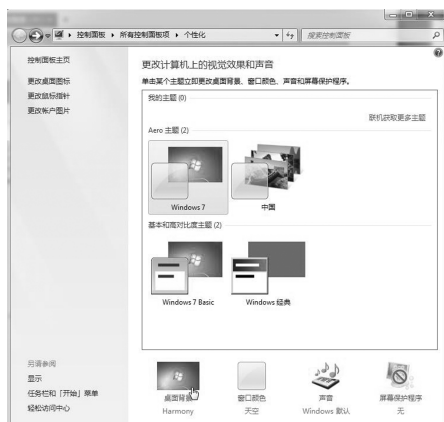 控制面板 ▸ 所有控制面板项 ▸ 个性化
搜索控制面板
控制面板主页
更改桌面图标
更改鼠标指针
更改帐户图片
更改计算机上的视觉效果和声音
单击某个主题立即更改桌面背景、窗口颜色、声音和屏幕保护程序。
我的主题 (0)
联机获取更多主题
Aero 主题 (2)
Windows 7
中国
基本和高对比度主题 (2)
Windows 7 Basic
Windows 经典
另请参阅
显示
任务栏和「开始」菜单
轻松访问中心
桌面背景
Harmony
窗口颜色
天空
声音
Windows 默认
屏幕保护程序
无